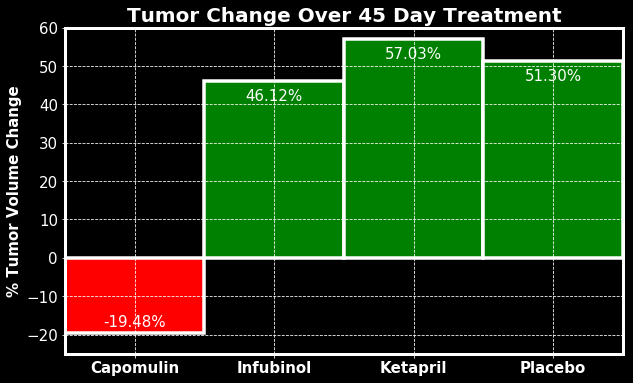 Tumor Change Over 45 Day Treatment
% Tumor Volume Change
60
50
40
30
20
10
0
−10
−20
-19.48%
46.12%
57.03%
51.30%
Capomulin
Infubinol
Ketapril
Placebo